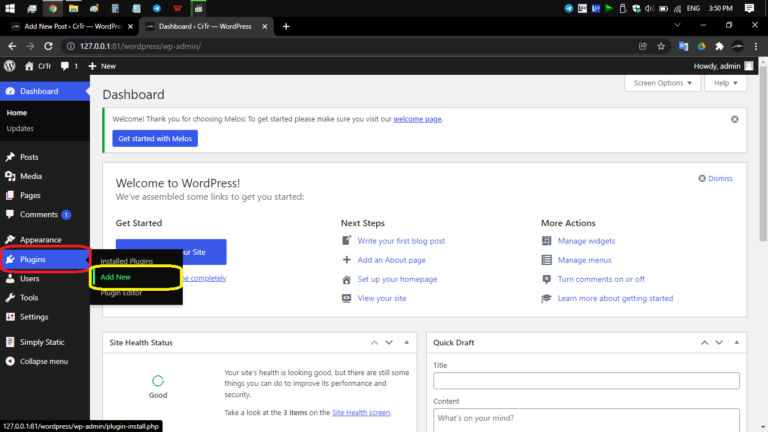 ENG 3:50 PM
Add New Post ‹ CrTr — WordPres
Dashboard ‹ CrTr — WordPress
127.0.0.1:81/wordpress/wp-admin/
CrTr 1 New
Howdy, admin
Screen Options Help
Dashboard
Home
Updates
Posts
Media
Pages
Comments 1
Appearance
Plugins
Users
Tools
Settings
Simply Static
Collapse menu
Installed Plugins
Add New
Plugin Editor
Dashboard
Welcome! Thank you for choosing Melos! To get started please make sure you visit our welcome page.
Get started with Melos
Dismiss
Welcome to WordPress!
We've assembled some links to get you started:
Get Started
Site
completely
Next Steps
Write your first blog post
Add an About page
Set up your homepage
View your site
More Actions
Manage widgets
Manage menus
Turn comments on or off
Learn more about getting started
Site Health Status
Good
Your site's health is looking good, but there are still some
things you can do to improve its performance and
security.
Take a look at the 3 items on the Site Health screen.
Quick Draft
Title
Content
What's on your mind?
127.0.0.1:81/wordpress/wp-admin/plugin-install.php